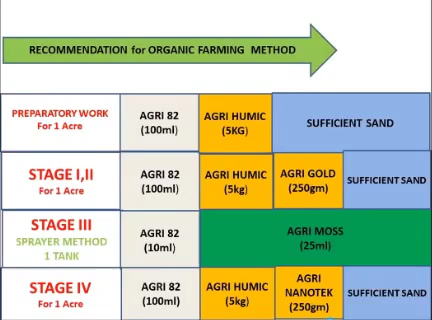 RECOMMENDATION for ORGANIC FARMING METHOD
PREPARATORY WORK
For 1 Acre
AGRI 82
(100ml)
AGRI HUMIC
(5KG)
SUFFICIENT SAND
STAGE I,II
For 1 Acre
AGRI 82
(100ml)
AGRI HUMIC
(5kg)
AGRI GOLD
(250gm)
SUFFICIENT SAND
STAGE III
SPRAYER METHOD
1 TANK
AGRI 82
(10ml)
AGRI MOSS
(25ml)
STAGE IV
For 1 Acre
AGRI 82
(100ml)
AGRI HUMIC
(5kg)
AGRI
NANOTEK
(250gm)
SUFFICIENT SAND